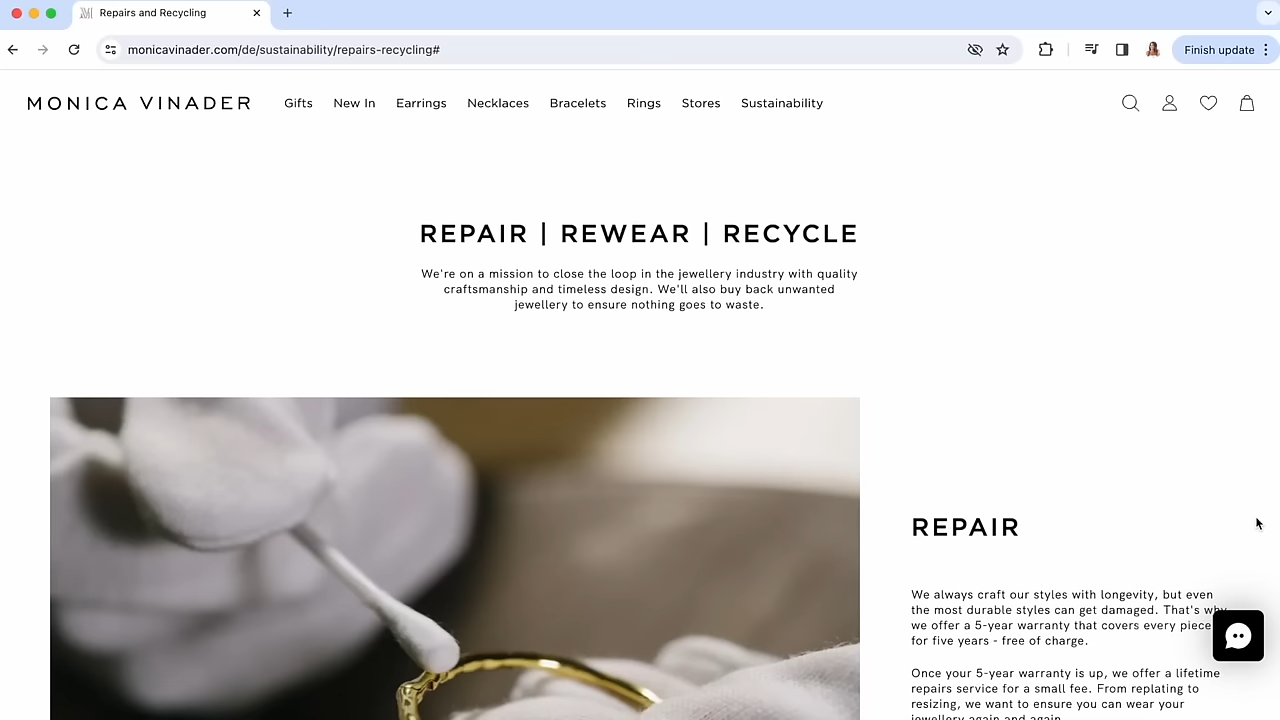 Repairs and Recycling
monicavinader.com/de/sustainability/repairs-recycling#
Finish update
MONICA VINADER
Gifts New In Earrings Necklaces Bracelets Rings Stores Sustainability
REPAIR | REWEAR | RECYCLE
We're on a mission to close the loop in the jewellery industry with quality
craftsmanship and timeless design. We'll also buy back unwanted
jewellery to ensure nothing goes to waste.
REPAIR
We always craft our styles with longevity, but even
the most durable styles can get damaged. That's why
we offer a 5-year warranty that covers every piece
for five years - free of charge.
Once your 5-year warranty is up, we offer a lifetime
repairs service for a small fee. From replating to
resizing, we want to ensure you can wear your
jewellery again and again